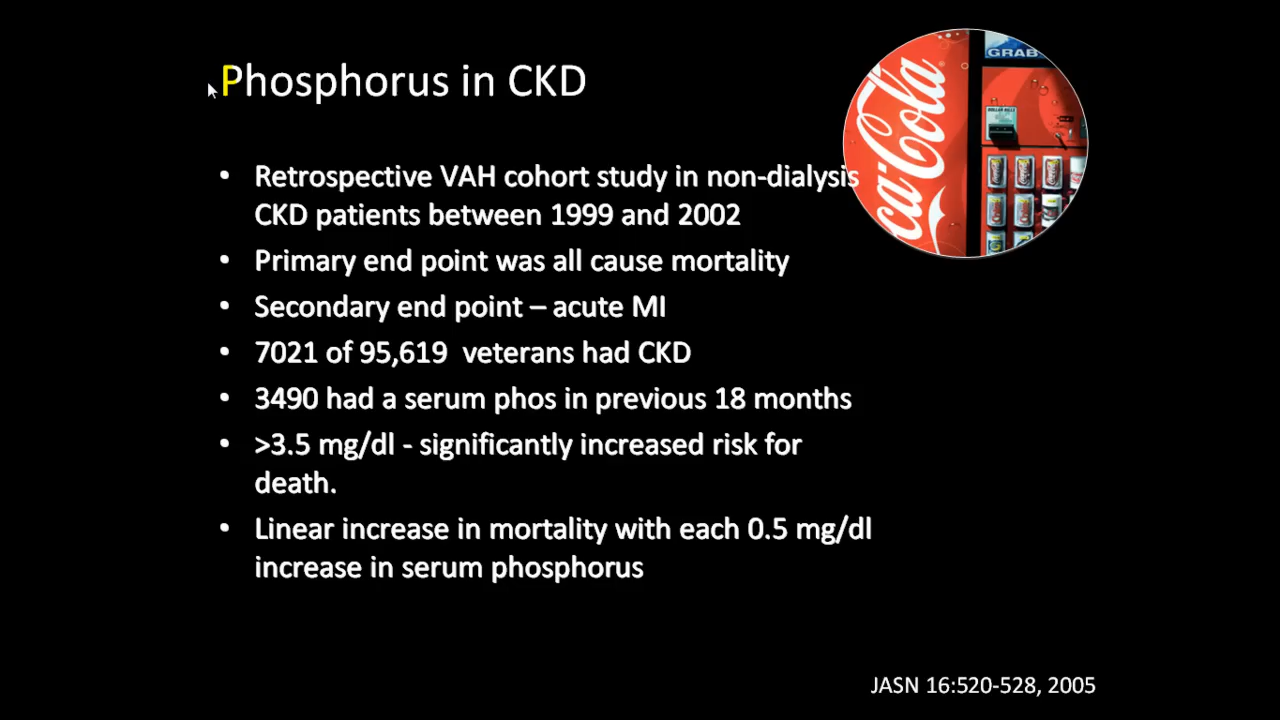 Phosphorus in CKD
Coca-Cola
GRAB
• Retrospective VAH cohort study in non-dialysis
CKD patients between 1999 and 2002
• Primary end point was all cause mortality
• Secondary end point – acute MI
• 7021 of 95,619  veterans had CKD
• 3490 had a serum phos in previous 18 months
• >3.5 mg/dl - significantly increased risk for
death.
• Linear increase in mortality with each 0.5 mg/dl
increase in serum phosphorus
JASN 16:520-528, 2005